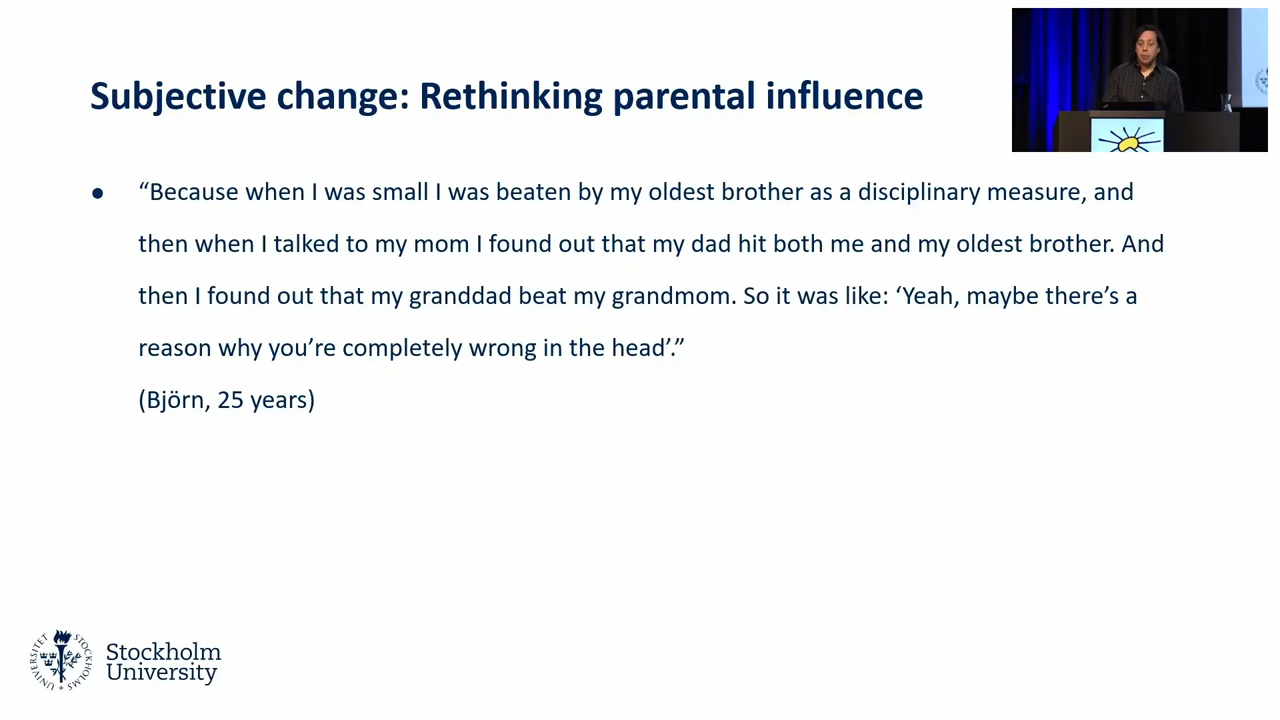 Subjective change: Rethinking parental influence
● “Because when I was small I was beaten by my oldest brother as a disciplinary measure, and
then when I talked to my mom I found out that my dad hit both me and my oldest brother. And
then I found out that my granddad beat my grandmom. So it was like: ‘Yeah, maybe there’s a
reason why you’re completely wrong in the head’.”
(Björn, 25 years)
STOCKHOLMS UNIVERSITET
Stockholm
University